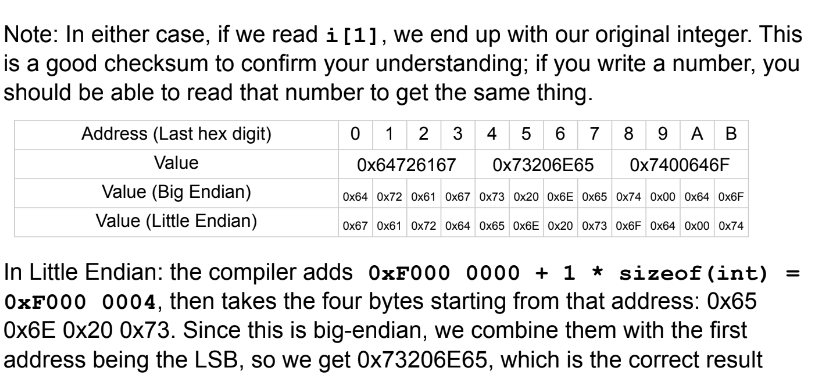 Note: In either case, if we read i[1], we end up with our original integer. This
is a good checksum to confirm your understanding; if you write a number, you
should be able to read that number to get the same thing.
Address (Last hex digit) 0 1 2 3 4 5 6 7 8 9 A B
Value 0x64726167 0x73206E65 0x7400646F
Value (Big Endian) 0x64 0x72 0x61 0x67 0x73 0x20 0x6E 0x65 0x74 0x00 0x64 0x6F
Value (Little Endian) 0x67 0x61 0x72 0x64 0x65 0x6E 0x20 0x73 0x6F 0x64 0x00 0x74
In Little Endian: the compiler adds 0xF000 0000 + 1 * sizeof(int) =
0xF000 0004, then takes the four bytes starting from that address: 0x65
0x6E 0x20 0x73. Since this is big-endian, we combine them with the first
address being the LSB, so we get 0x73206E65, which is the correct result